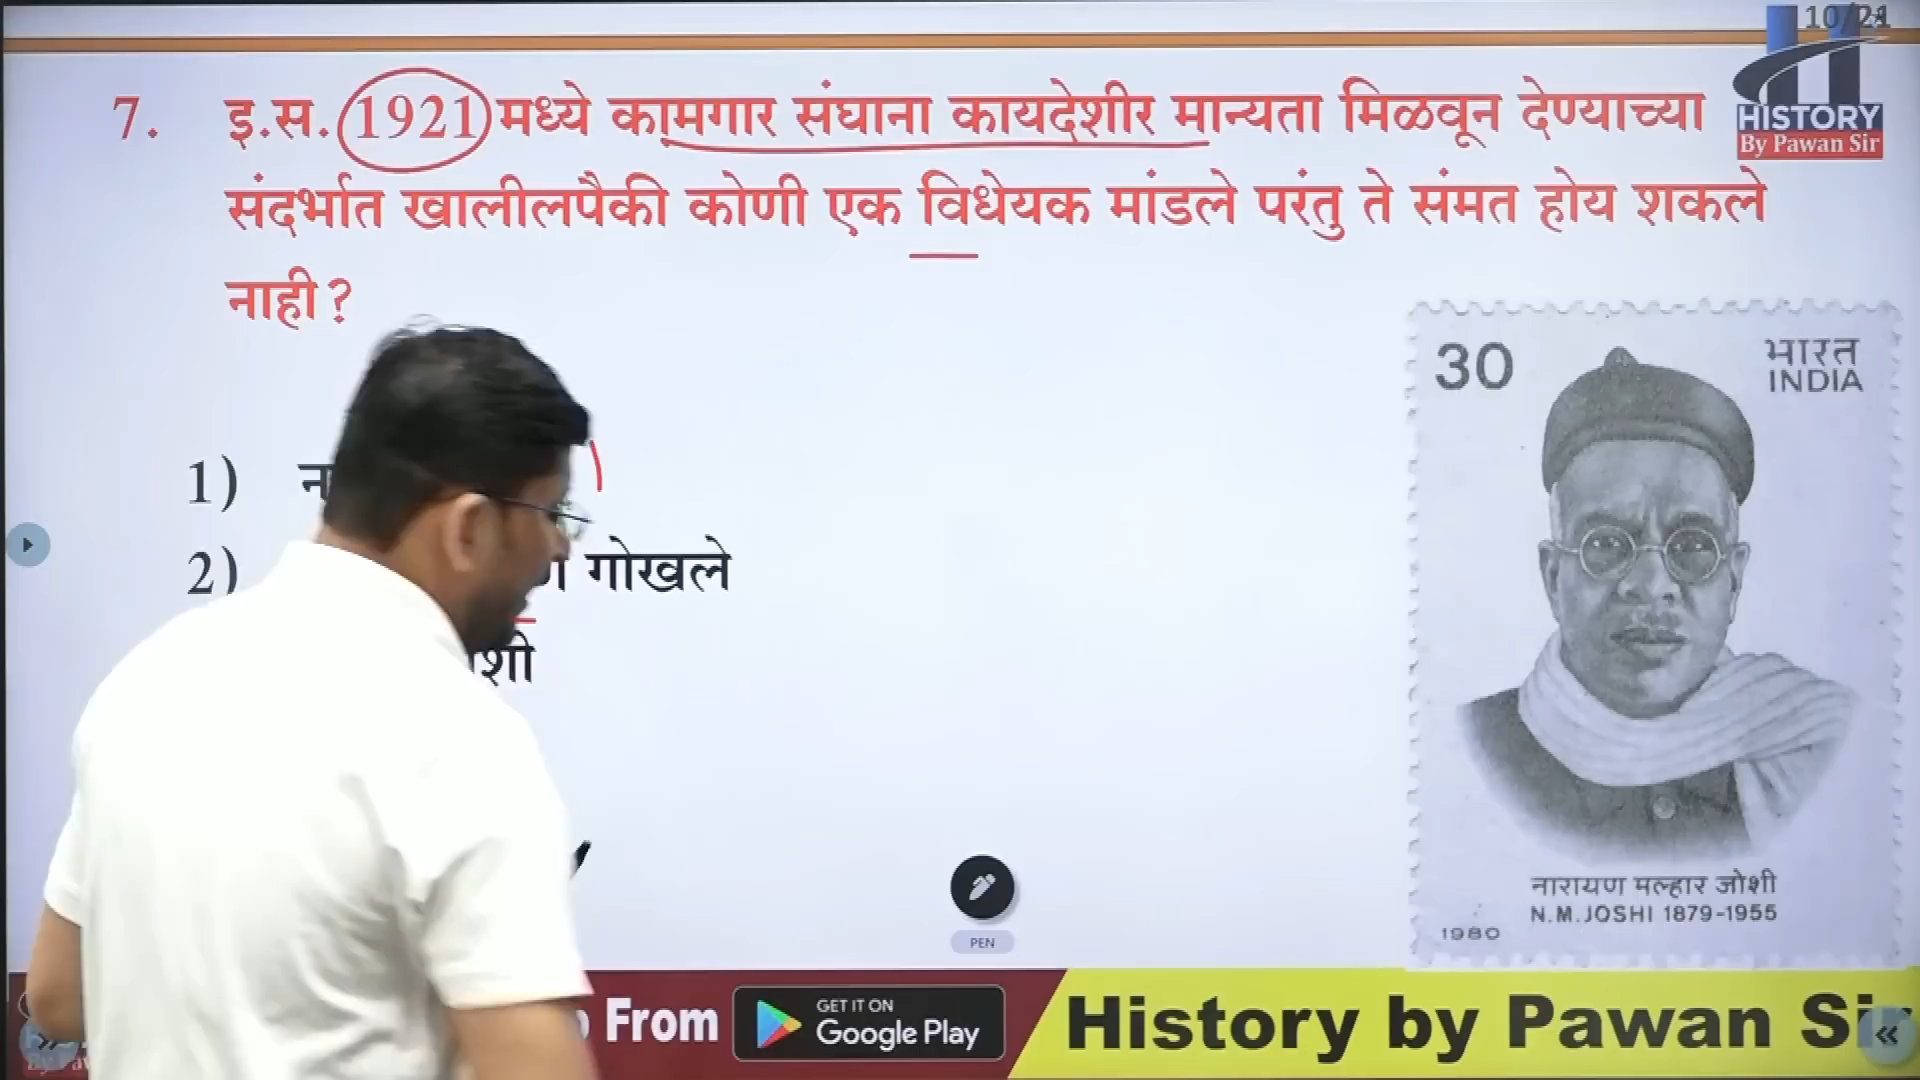 10/21
HISTORY
By Pawan Sir
7. इ.स. 1921 मध्ये कामगार संघाना कायदेशीर मान्यता मिळवून देण्याच्या
संदर्भात खालीलपैकी कोणी एक विधेयक मांडले परंतु ते संमत होय शकले
नाही?
1)
2) गोखले
30
भारत
INDIA
नारायण मल्हार जोशी
N.M.JOSHI 1879-1955
1980
PEN
From
GET IT ON
Google Play
History by Pawan Sir